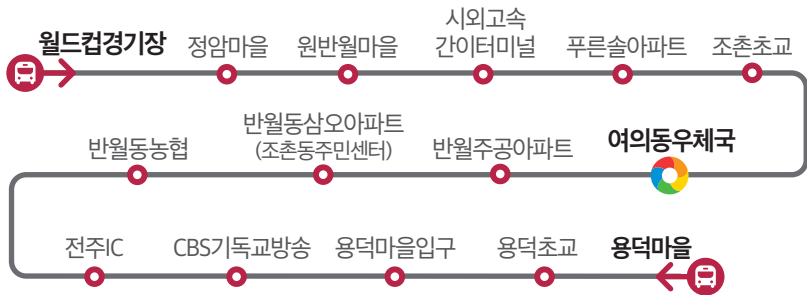 월드컵경기장
정암마을
원반월마을
시외고속
간이터미널
푸른솔아파트
조촌초교
반월동농협
반월동삼오아파트
(조촌동주민센터)
반월주공아파트
여의동우체국
전주IC
CBS기독교방송
용덕마을입구
용덕초교
용덕마을